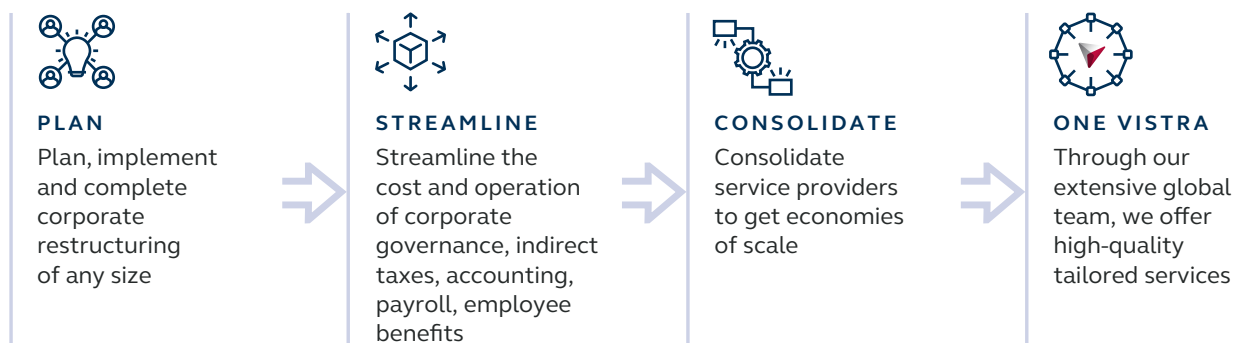 PLAN
Plan, implement
and complete
corporate
restructuring
of any size
STREAMLINE
Streamline the
cost and operation
of corporate
governance, indirect
taxes, accounting,
payroll, employee
benefits
CONSOLIDATE
Consolidate
service providers
to get economies
of scale
ONE VISTRA
Through our
extensive global
team, we offer
high-quality
tailored services